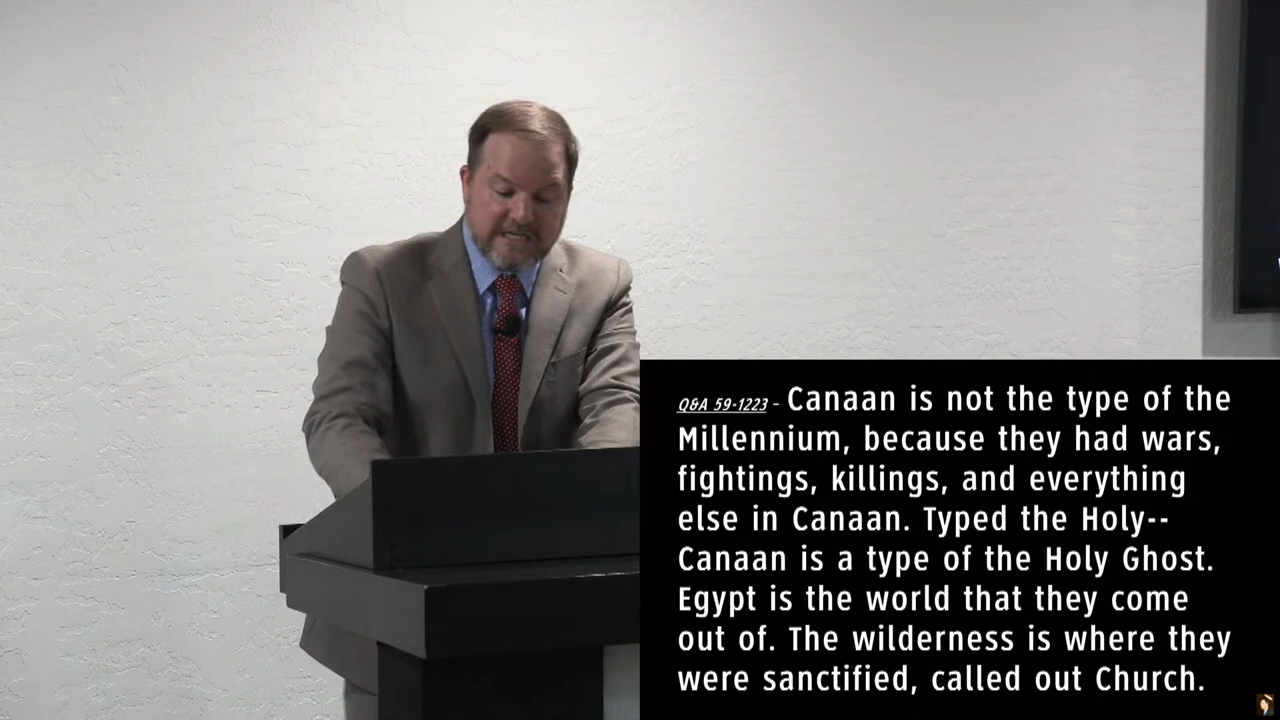 Q&A 59-1223 - Canaan is not the type of the
Millennium, because they had wars,
fightings, killings, and everything
else in Canaan. Typed the Holy--
Canaan is a type of the Holy Ghost.
Egypt is the world that they come
out of. The wilderness is where they
were sanctified, called out Church.